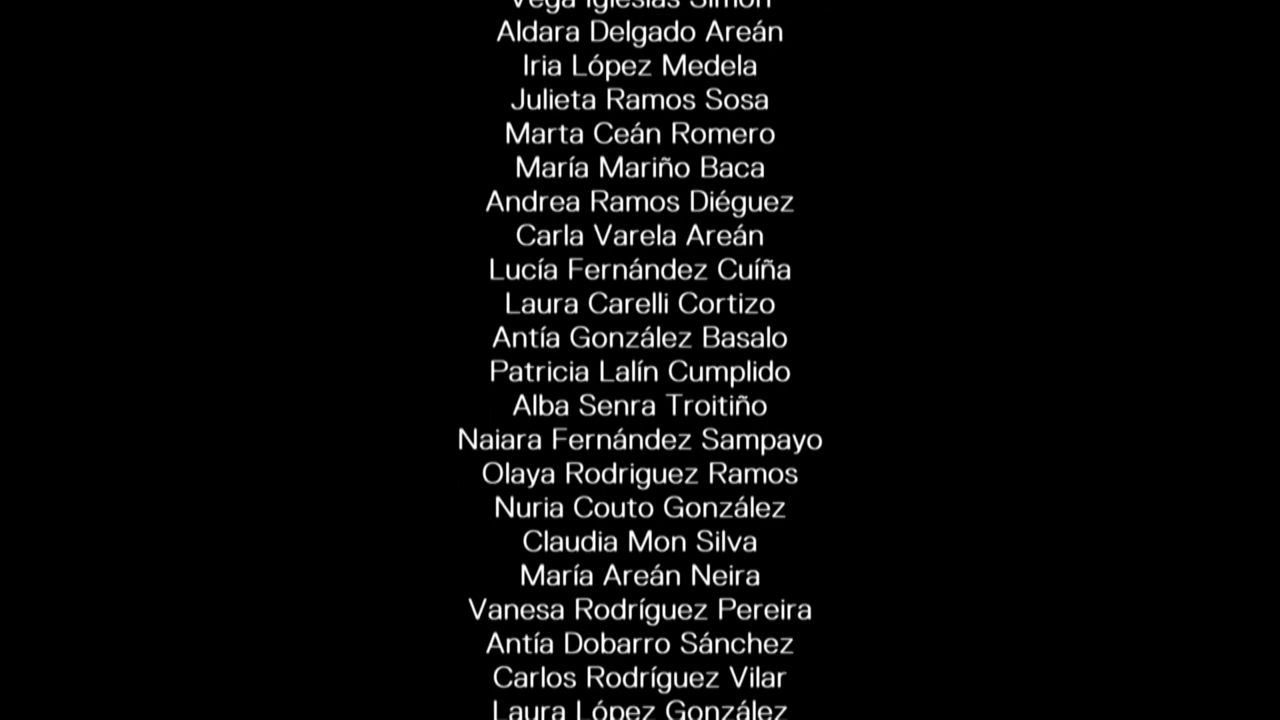 Vega Iglesias Simón
Aldara Delgado Areán
Iria López Medela
Julieta Ramos Sosa
Marta Ceán Romero
María Mariño Baca
Andrea Ramos Diéguez
Carla Varela Areán
Lucía Fernández Cuíña
Laura Carelli Cortizo
Antía González Basalo
Patricia Lalín Cumplido
Alba Senra Troitiño
Naiara Fernández Sampayo
Olaya Rodriguez Ramos
Nuria Couto González
Claudia Mon Silva
María Areán Neira
Vanesa Rodríguez Pereira
Antía Dobarro Sánchez
Carlos Rodríguez Vilar
Laura López González